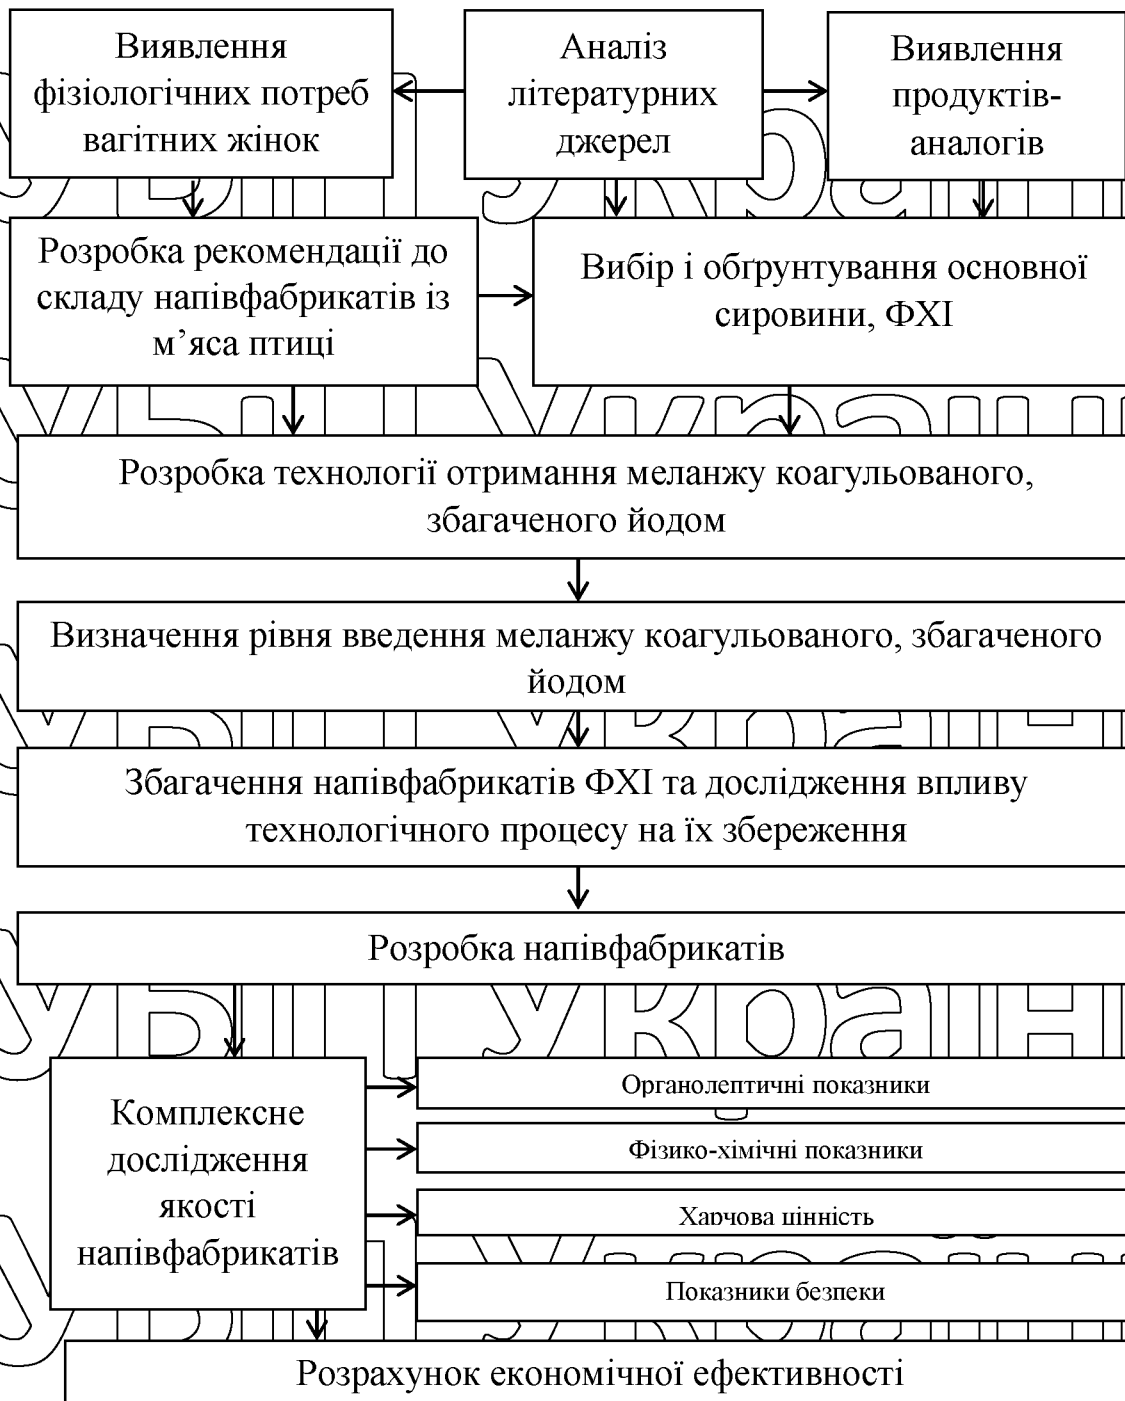 Виявлення
фізіологічних потреб
вагітних жінок
Аналіз
літературних
джерел
Виявлення
продуктів-
аналогів
Розробка рекомендації до
складу напівфабрикатів із
м’яса птиці
Вибір і обґрунтування основної
сировини, ФХІ
Розробка технології отримання меланжу коагульованого,
збагаченого йодом
Визначення рівня введення меланжу коагульованого, збагаченого
йодом
Збагачення напівфабрикатів ФХІ та дослідження впливу
технологічного процесу на їх збереження
Розробка напівфабрикатів
Комплексне
дослідження
якості
напівфабрикатів
Органолептичні показники
Фізико-хімічні показники
Харчова цінність
Показники безпеки
Розрахунок економічної ефективності